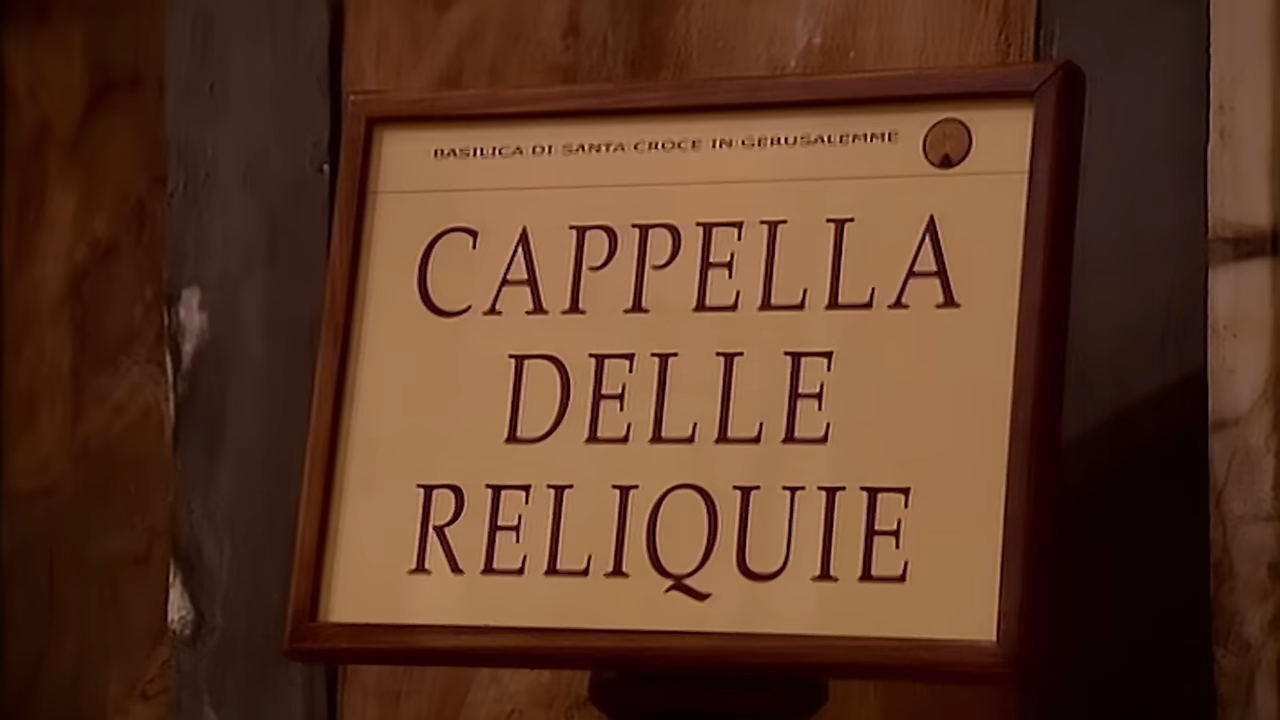 BASILICA DI SANTA CROCE IN GERUSALEMME
CAPPELLA
DELLE
RELIQUIE